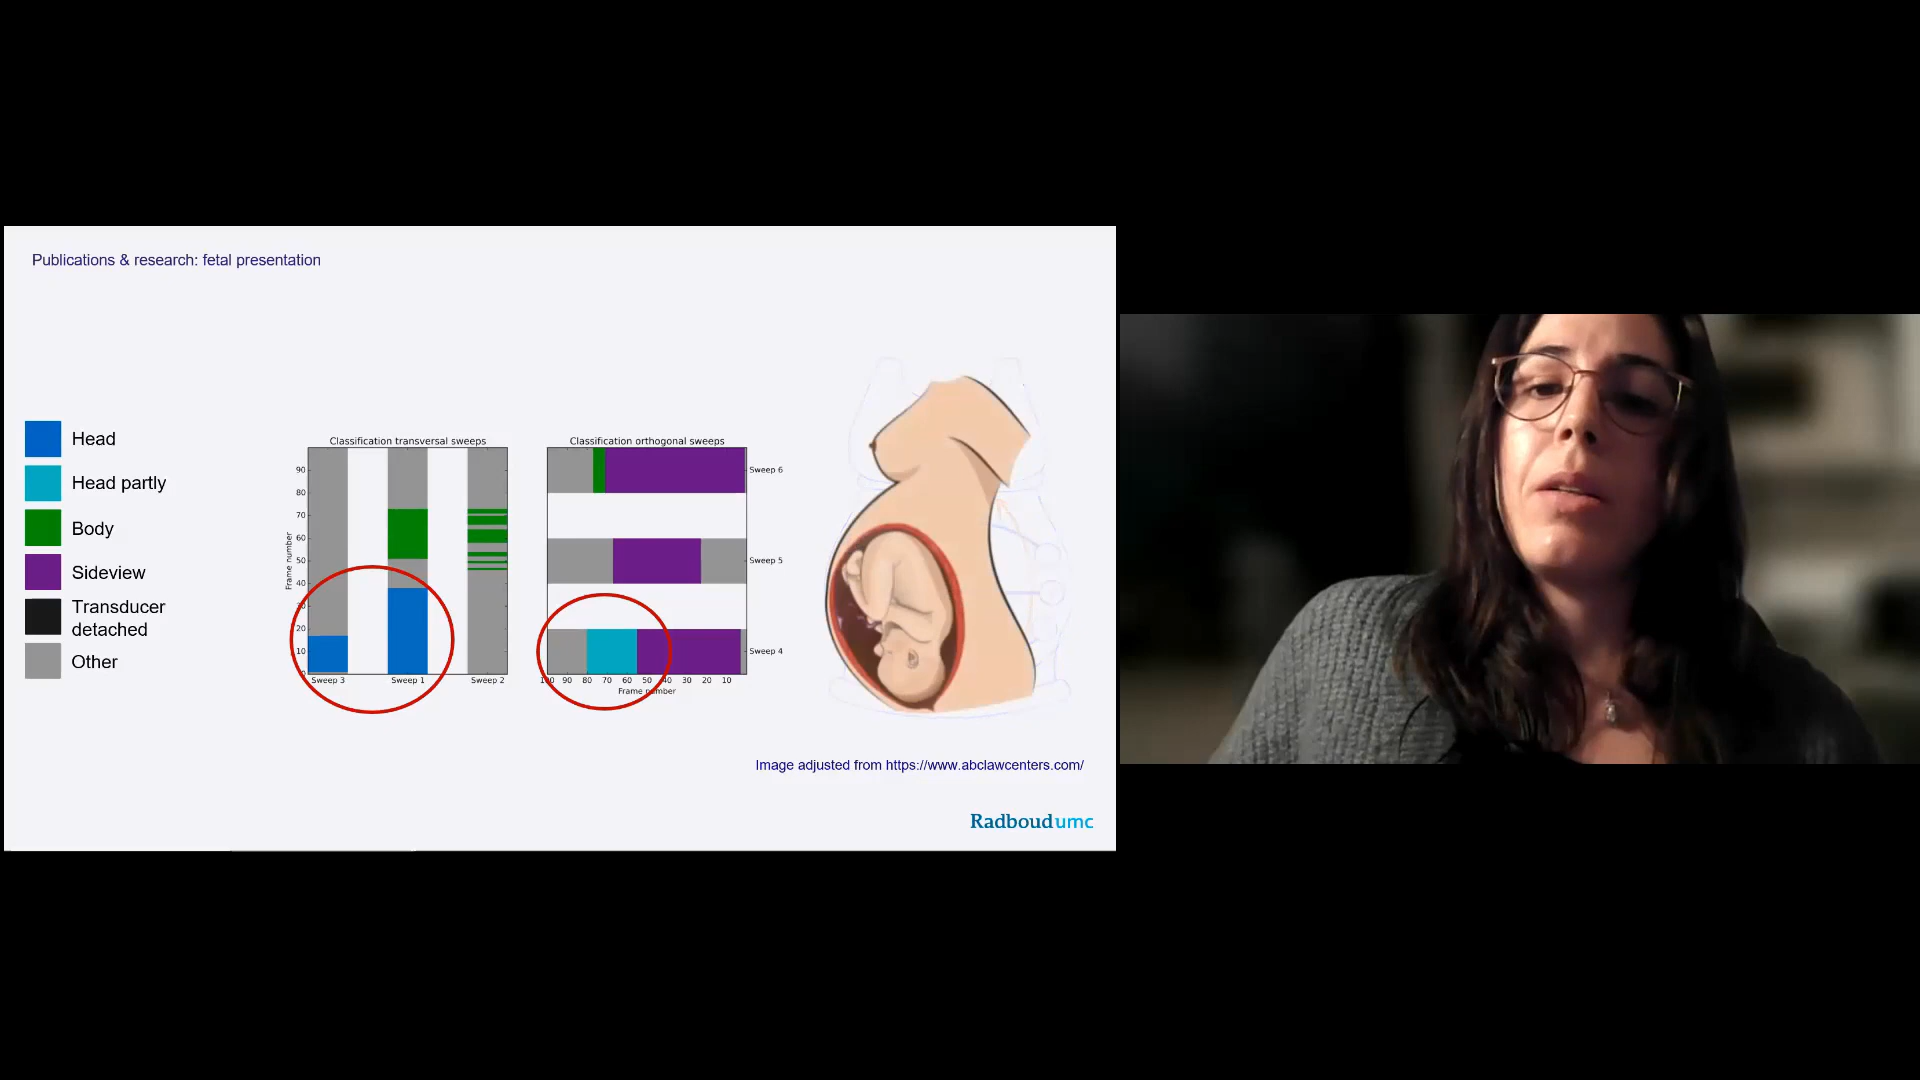 Publications & research: fetal presentation
Head
Head partly
Body
Sideview
Transducer
detached
Other
Classification transversal sweeps
Frame number
90
80
70
60
50
40
20
10
Sweep 3
Sweep 1
Sweep 2
Classification orthogonal sweeps
Sweep 6
Sweep 5
Sweep 4
90
80
70
60
50
40
30
20
10
Frame number
Image adjusted from https://www.abclawcenters.com/
Radboudumc